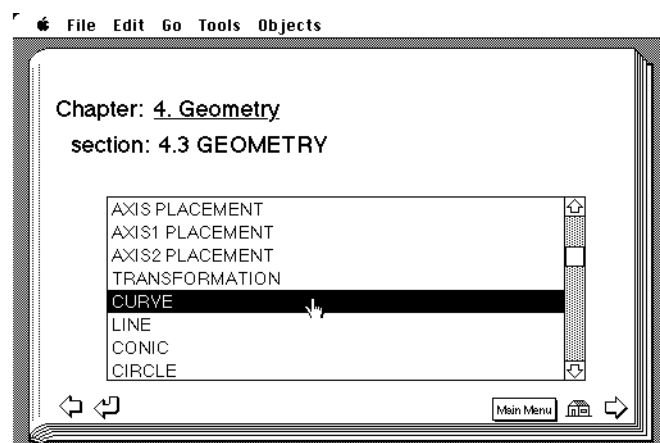 File Edit Go Tools Objects
Chapter: 4. Geometry
section: 4.3 GEOMETRY
AXIS PLACEMENT
AXIS1 PLACEMENT
AXIS2 PLACEMENT
TRANSFORMATION
CURVE
LINE
CONIC
CIRCLE
Main Menu